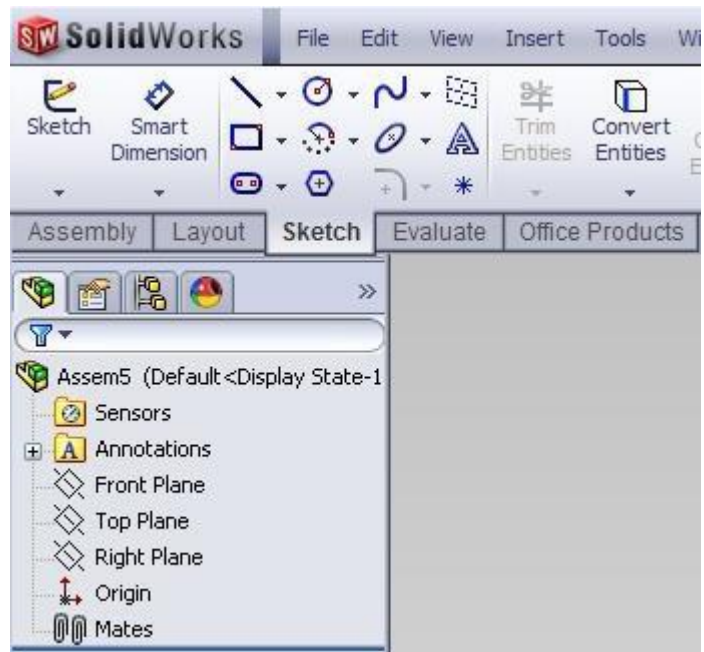 SW SolidWorks File Edit View Insert Tools
Sketch Smart Dimension Trim Entities Convert Entities
Assembly Layout Sketch Evaluate Office Products
Assem5 (Default<Display State-1
Sensors
A Annotations
Front Plane
Top Plane
Right Plane
Origin
Mates